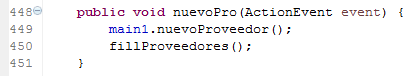 448 public void nuevoPro(ActionEvent event) {
449 main1.nuevoProveedor();
450 fillProveedores();
451 }